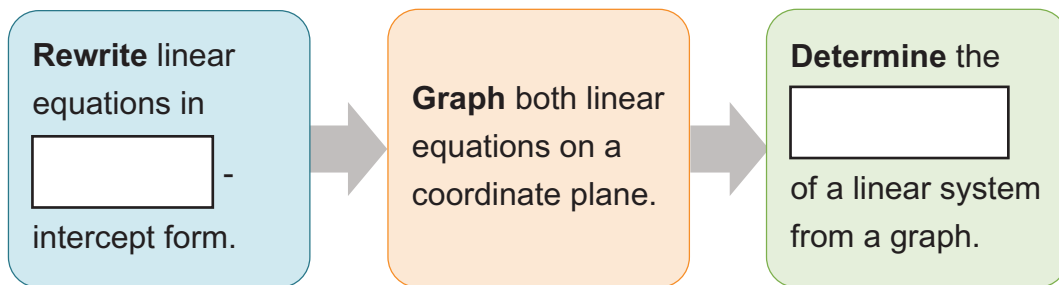 Rewrite linear
equations in
-
intercept form.
Graph both linear
equations on a
coordinate plane.
Determine the
of a linear system
from a graph.